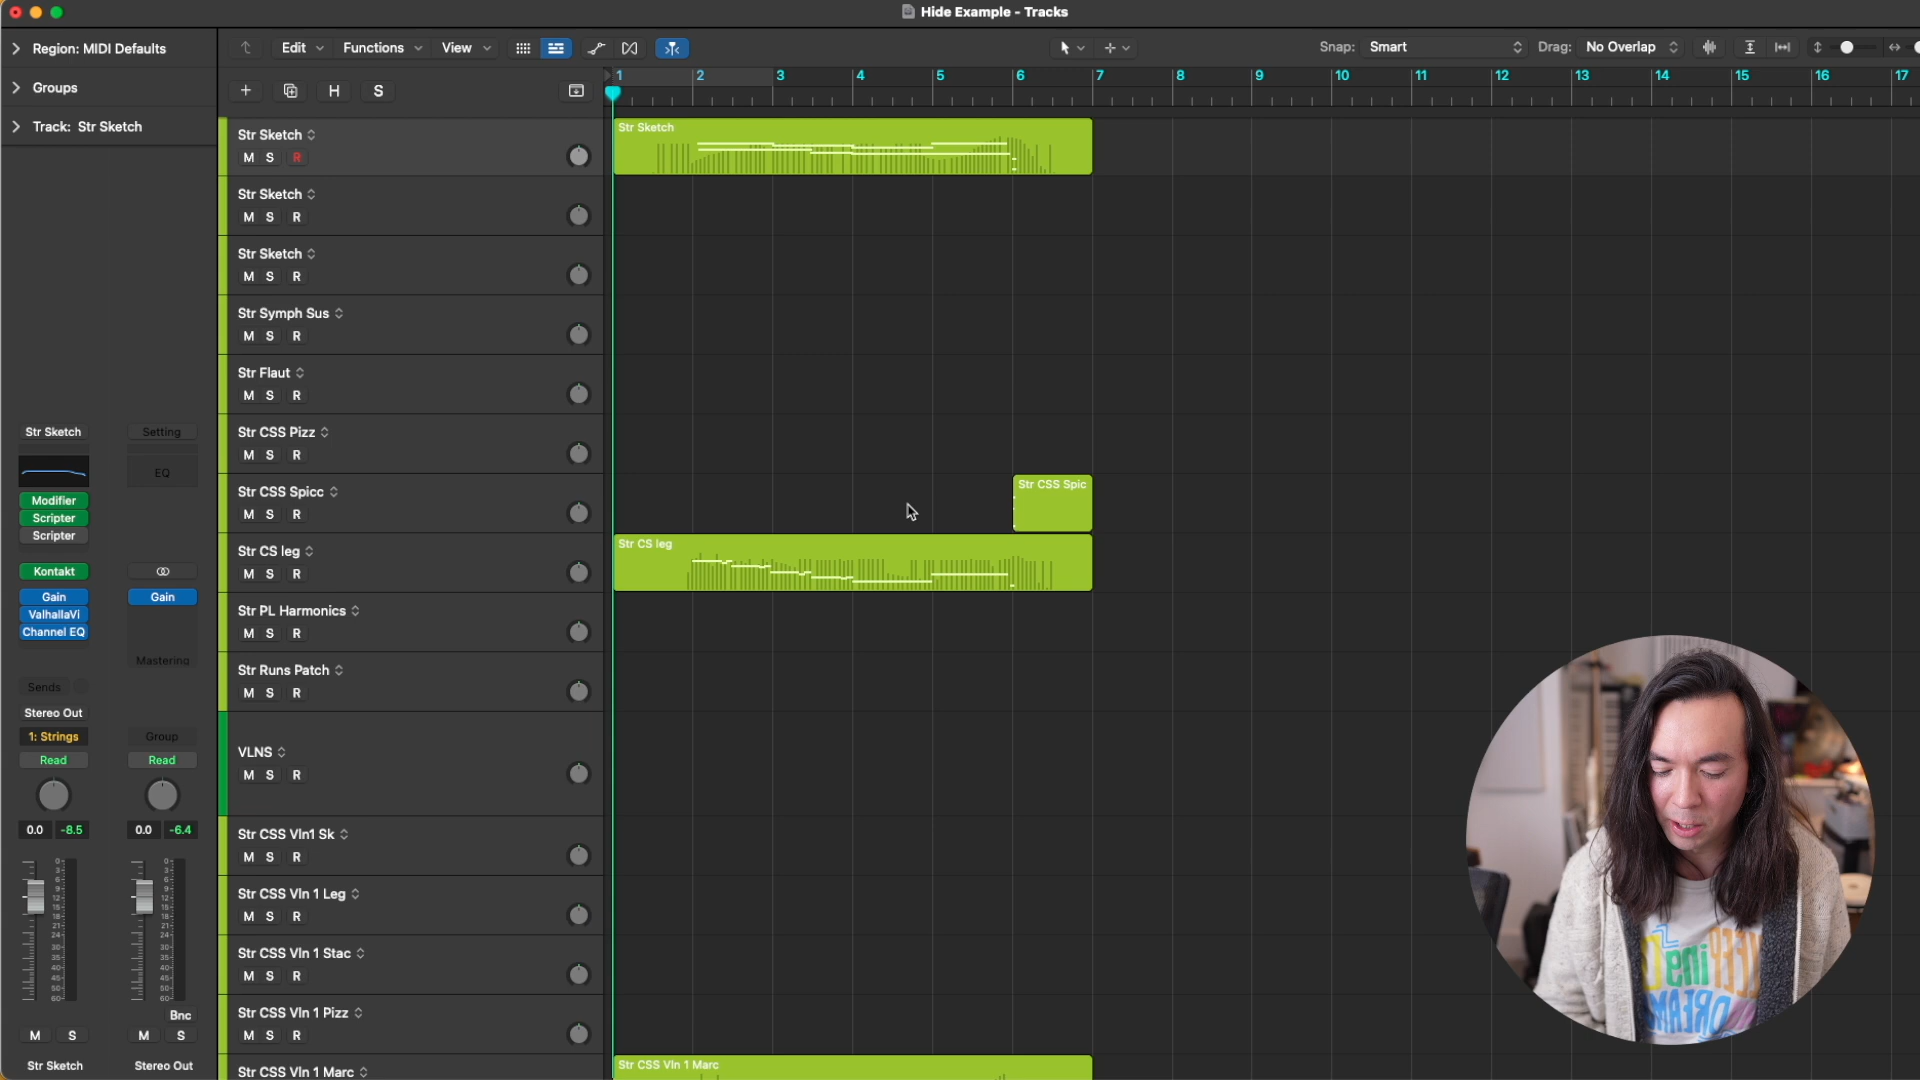 Hide Example - Tracks
Region: MIDI Defaults
Edit
Functions
View
Snap:
Smart
Drag:
No Overlap
Groups
Track: Str Sketch
H
S
1
2
3
4
5
6
7
8
9
10
11
12
13
14
15
16
17
Str Sketch
M S R
Str Sketch
Str Sketch
M S R
Str Sketch
M S R
Str Symph Sus
M S R
Str Flaut
M S R
Str CSS Pizz
M S R
Str CSS Spicc
M S R
Str CSS Spic
Str CS leg
M S R
Str CS leg
Str PL Harmonics
M S R
Str Runs Patch
M S R
VLNS
M S R
Str CSS Vln1 Sk
M S R
Str CSS Vln 1 Leg
M S R
Str CSS Vln 1 Stac
M S R
Str CSS Vln 1 Pizz
M S R
Str CSS Vln 1 Marc
Str CSS Vln 1 Marc
Str Sketch
Setting
EQ
Modifier
Scripter
Scripter
Kontakt
Gain
Gain
ValhallaVi
Channel EQ
Mastering
Sends
Stereo Out
1: Strings
Group
Read
Read
0.0
-8.5
0.0
-6.4
Bnc
M
S
M
S
Str Sketch
Stereo Out